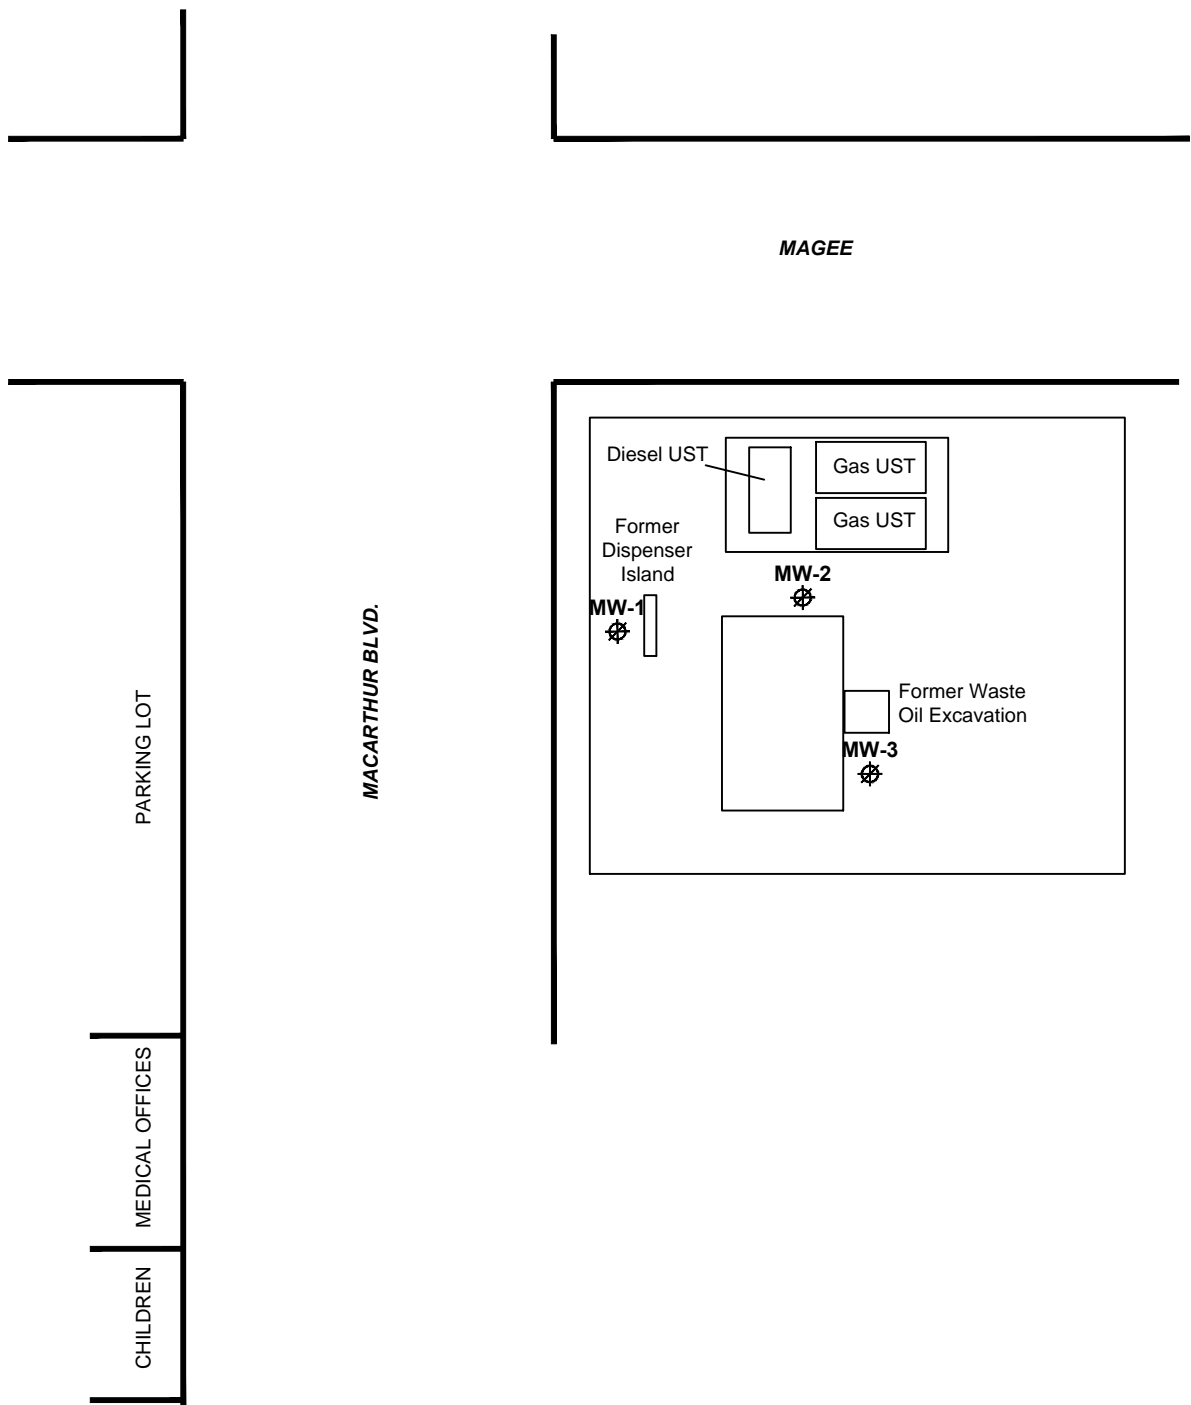 MAGEE
Diesel UST
Gas UST
Gas UST
Former
Dispenser
Island
MW-2
MW-1
MACARTHUR BLVD.
PARKING LOT
Former Waste
Oil Excavation
MW-3
MEDICAL OFFICES
CHILDREN